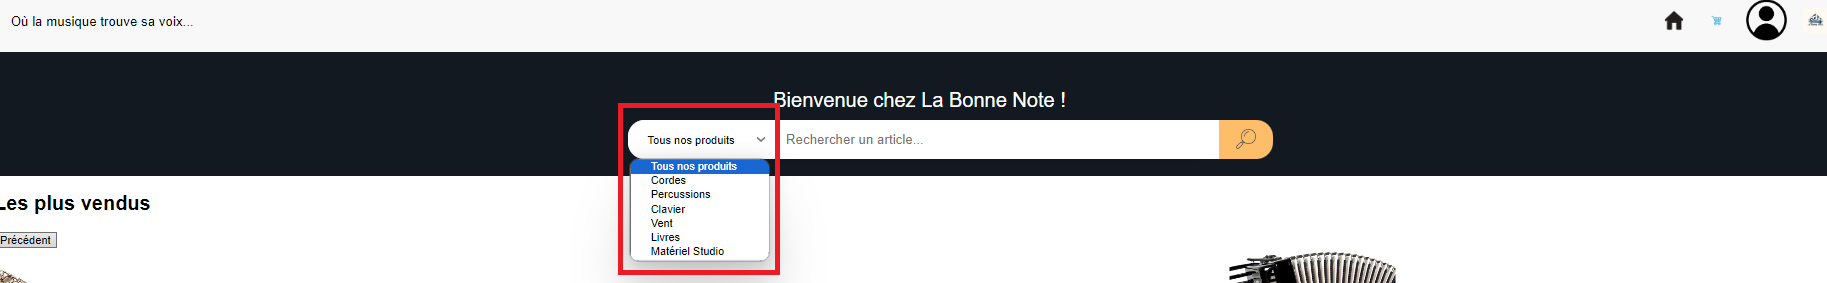 Où la musique trouve sa voix...
Bienvenue chez La Bonne Note !
Tous nos produits
Rechercher un article...
Tous nos produits
Cordes
Percussions
Clavier
Vent
Livres
Matériel Studio
Les plus vendus
Précédent